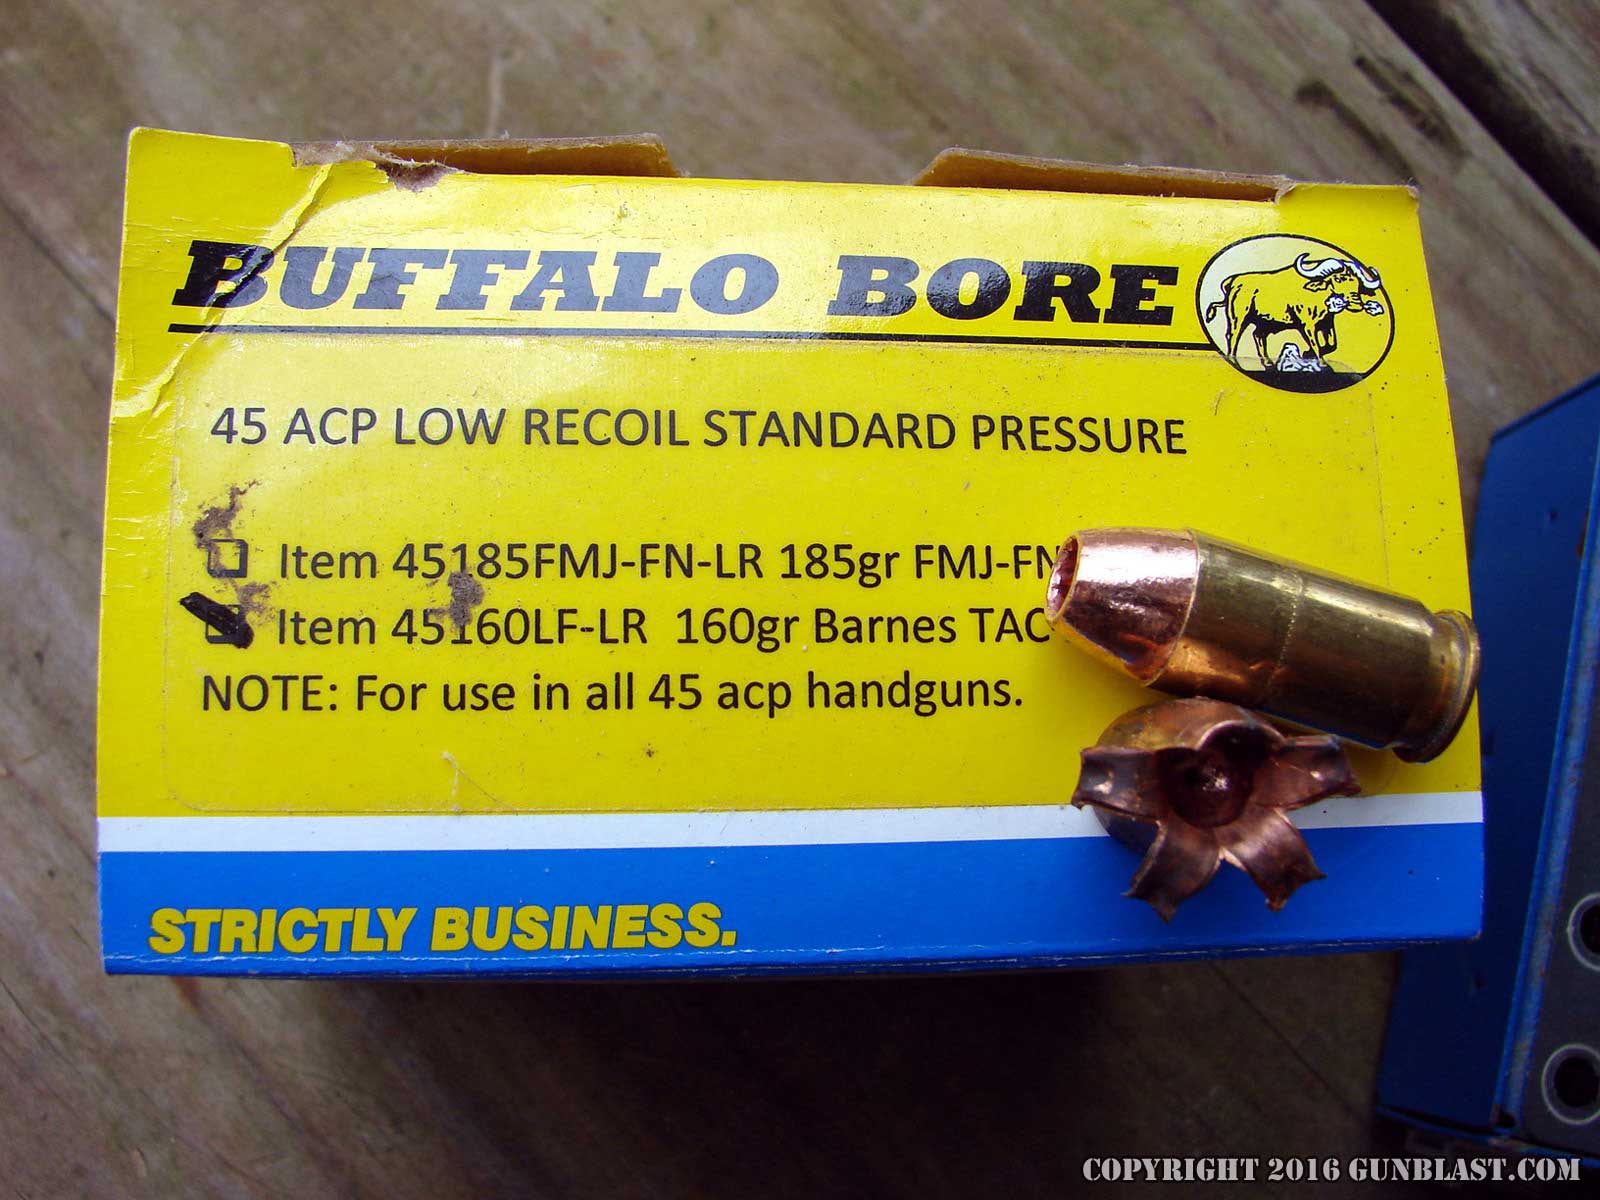 BUFFALO BORE
45 ACP LOW RECOIL STANDARD PRESSURE
Item 45185FMJ-FN-LR 185gr FMJ-FN
Item 45160LF-LR 160gr Barnes TAC
NOTE: For use in all 45 acp handguns.
STRICTLY BUSINESS.
COPYRIGHT 2016 GUNBLAST.COM